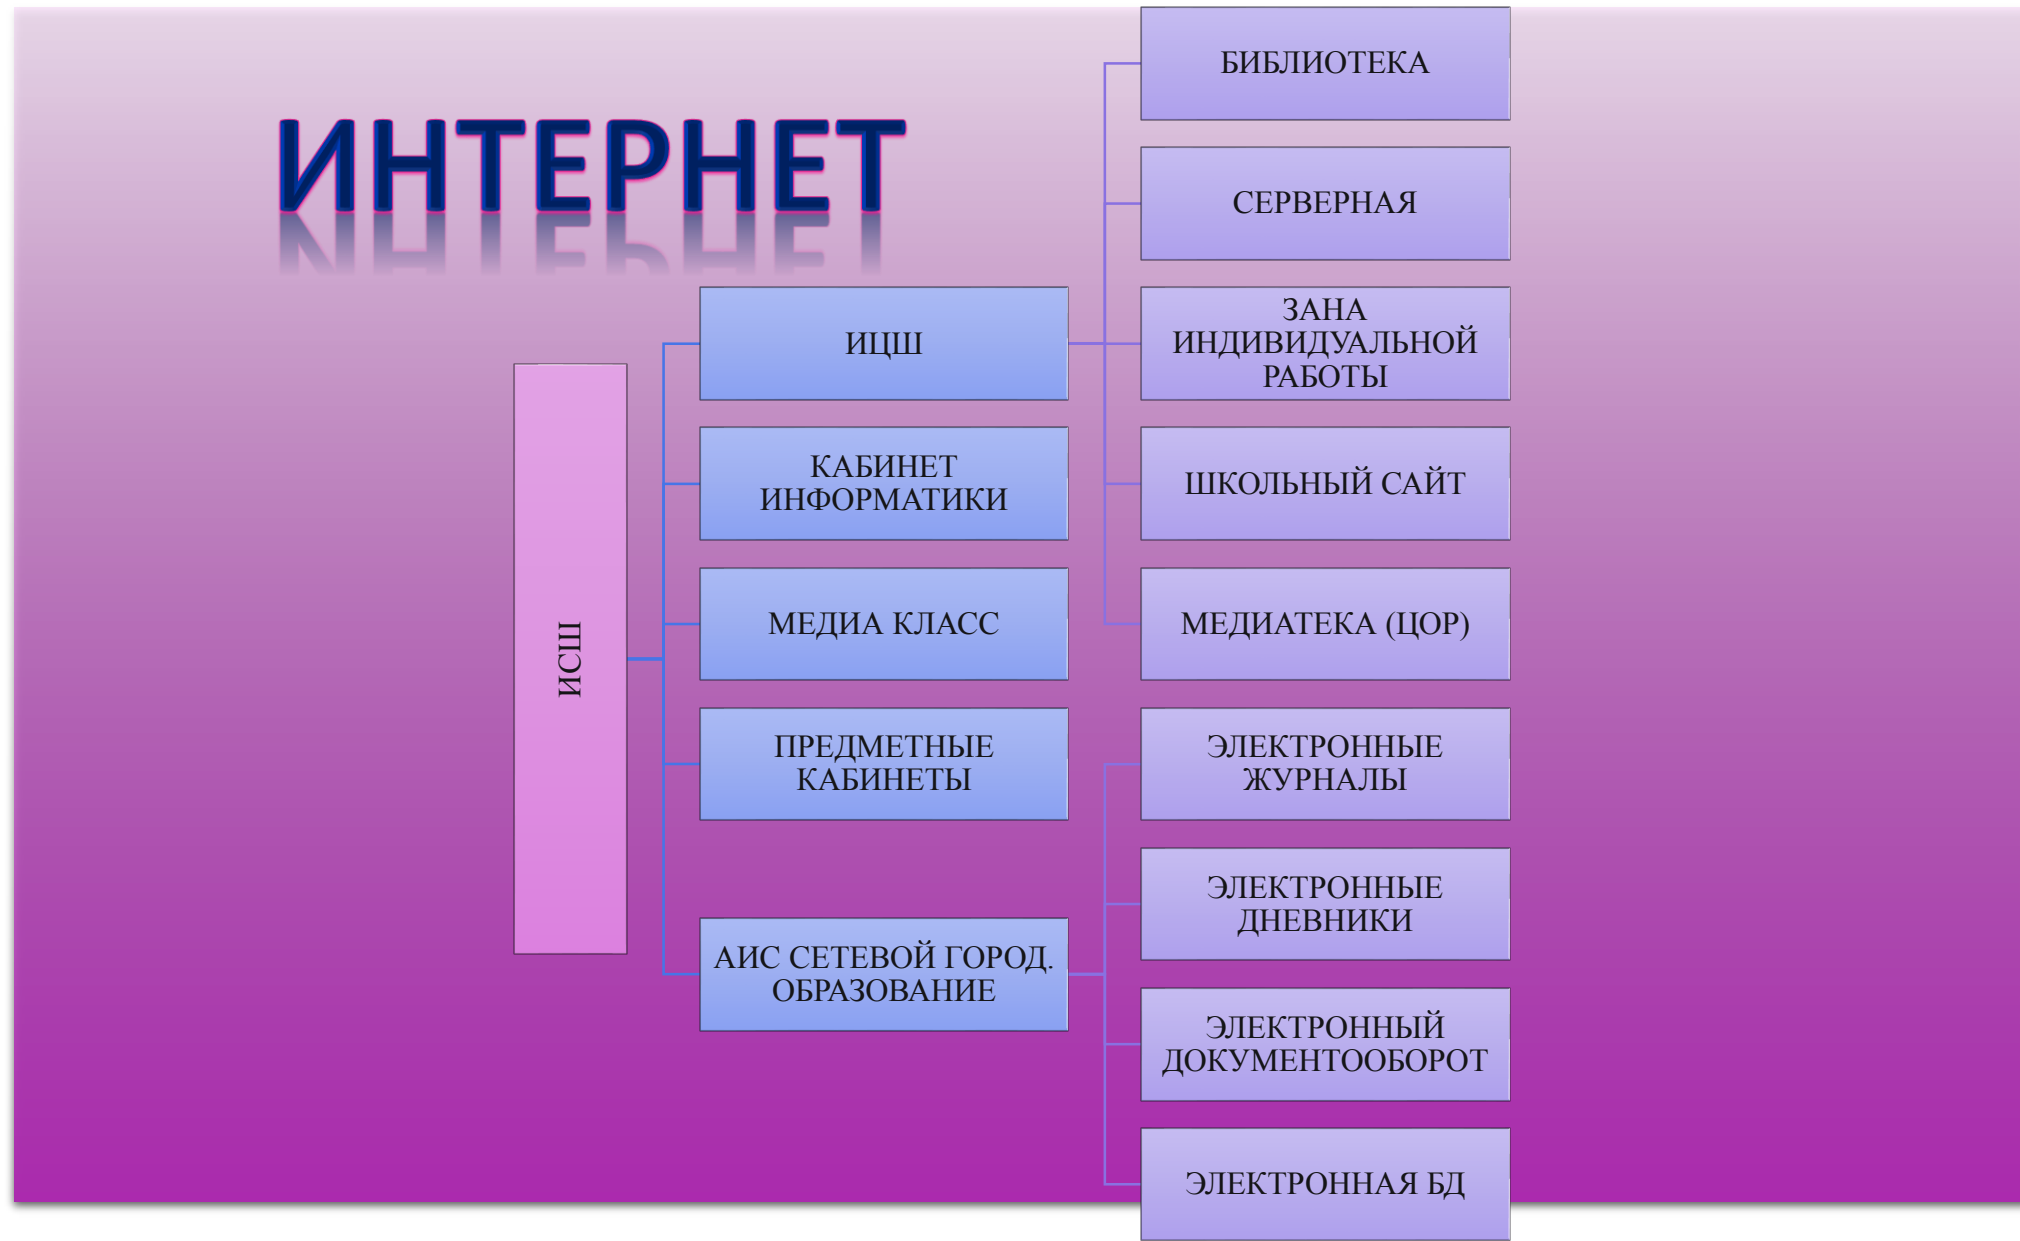 ИНТЕРНЕТ
ИСШ
ИЦШ
БИБЛИОТЕКА
СЕРВЕРНАЯ
ЗАНА
ИНДИВИДУАЛЬНОЙ
РАБОТЫ
ШКОЛЬНЫЙ САЙТ
МЕДИАТЕКА (ЦОР)
КАБИНЕТ
ИНФОРМАТИКИ
МЕДИА КЛАСС
ПРЕДМЕТНЫЕ
КАБИНЕТЫ
АИС СЕТЕВОЙ ГОРОД.
ОБРАЗОВАНИЕ
ЭЛЕКТРОННЫЕ
ЖУРНАЛЫ
ЭЛЕКТРОННЫЕ
ДНЕВНИКИ
ЭЛЕКТРОННЫЙ
ДОКУМЕНТООБОРОТ
ЭЛЕКТРОННАЯ БД